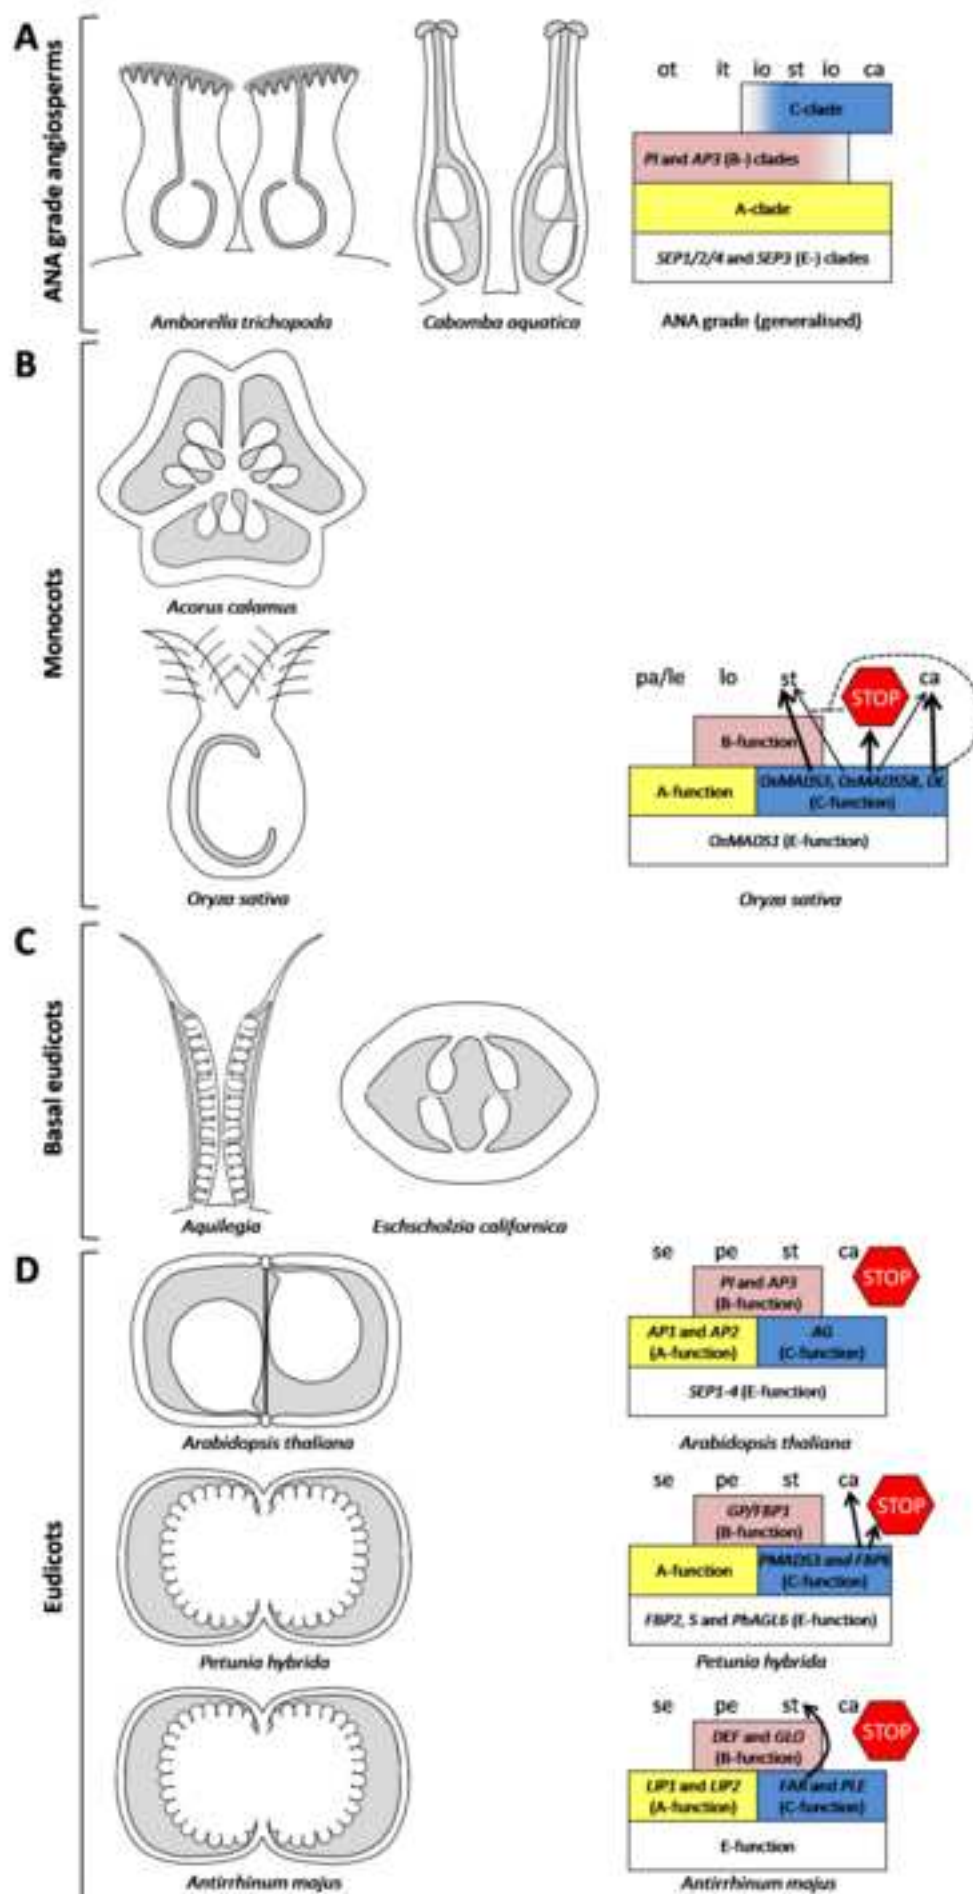 A
ANA grade angiosperms
Amborella trichopoda
Cabomba aquatica
ot it io st io ca
C-clade
PI and AP3 (B-) clades
A-clade
SEP1/2/4 and SEP3 (E-) clades
ANA grade (generalised)
B
Monocots
Acorus calamus
Oryza sativa
pa/le lo st STOP ca
B-function
A-function
OsMADS3, OsMADS58, DL
(C-function)
OsMADS1 (E-function)
Oryza sativa
C
Basal eudicots
Aquilegia
Eschscholzia californica
D
Eudicots
Arabidopsis thaliana
se pe st ca STOP
PI and AP3
(B-function)
AP1 and AP2
(A-function)
AG
(C-function)
SEP1-4 (E-function)
Arabidopsis thaliana
Petunia hybrida
se pe st ca STOP
GP/FBP1
(B-function)
A-function
PMADS3 and FBP6
(C-function)
FBP2, 5 and PhAGL6 (E-function)
Petunia hybrida
Antirrhinum majus
se pe st ca STOP
DEF and GLO
(B-function)
LIP1 and LIP2
(A-function)
FAR and PLE
(C-function)
E-function
Antirrhinum majus